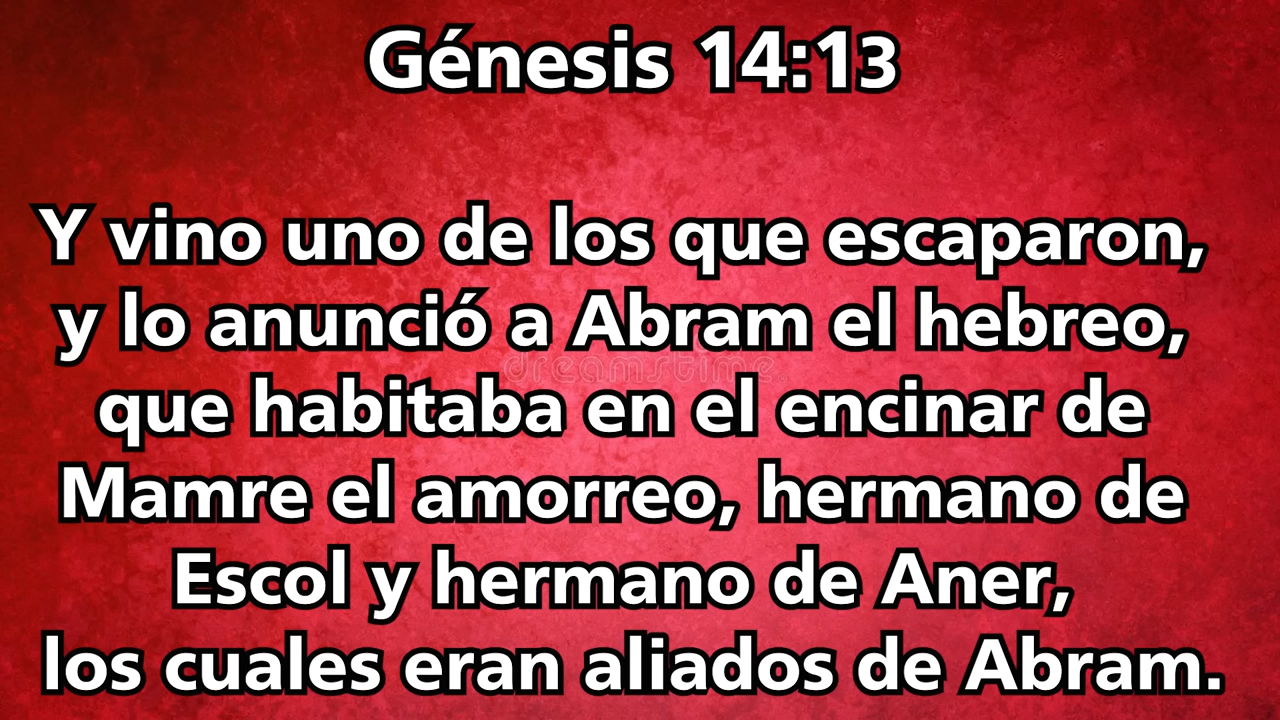 Génesis 14:13
Y vino uno de los que escaparon,
y lo anunció a Abram el hebreo,
dreamstime.
que habitaba en el encinar de
Mamre el amorreo, hermano de
Escol y hermano de Aner,
los cuales eran aliados de Abram.